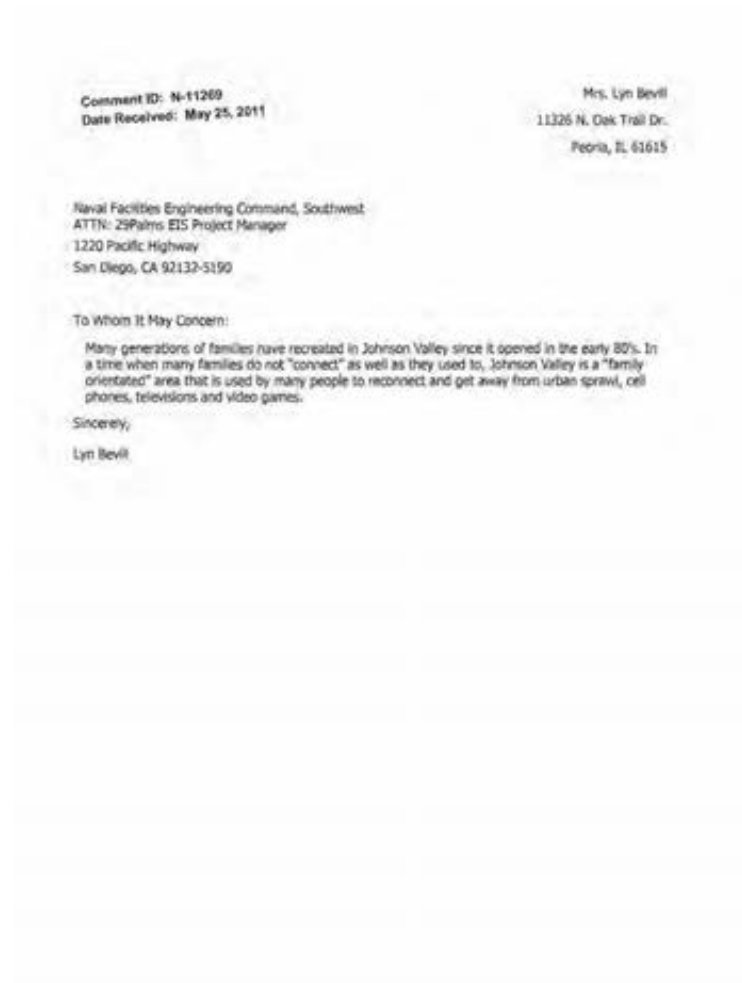 Comment ID: N-11269
Date Received: May 25, 2011
Mrs. Lyn Bevill
11326 N. Oak Trail Dr.
Peoria, IL 61615
Naval Facilities Engineering Command, Southwest
ATTN: 29Palms EIS Project Manager
1220 Pacific Highway
San Diego, CA 92132-5190
To Whom It May Concern:
Many generations of families have recreated in Johnson Valley since it opened in the early 80's. In
a time when many families do not "connect" as well as they used to, Johnson Valley is a "family
orientated" area that is used by many people to reconnect and get away from urban sprawl, cell
phones, televisions and video games.
Sincerely,
Lyn Bevill